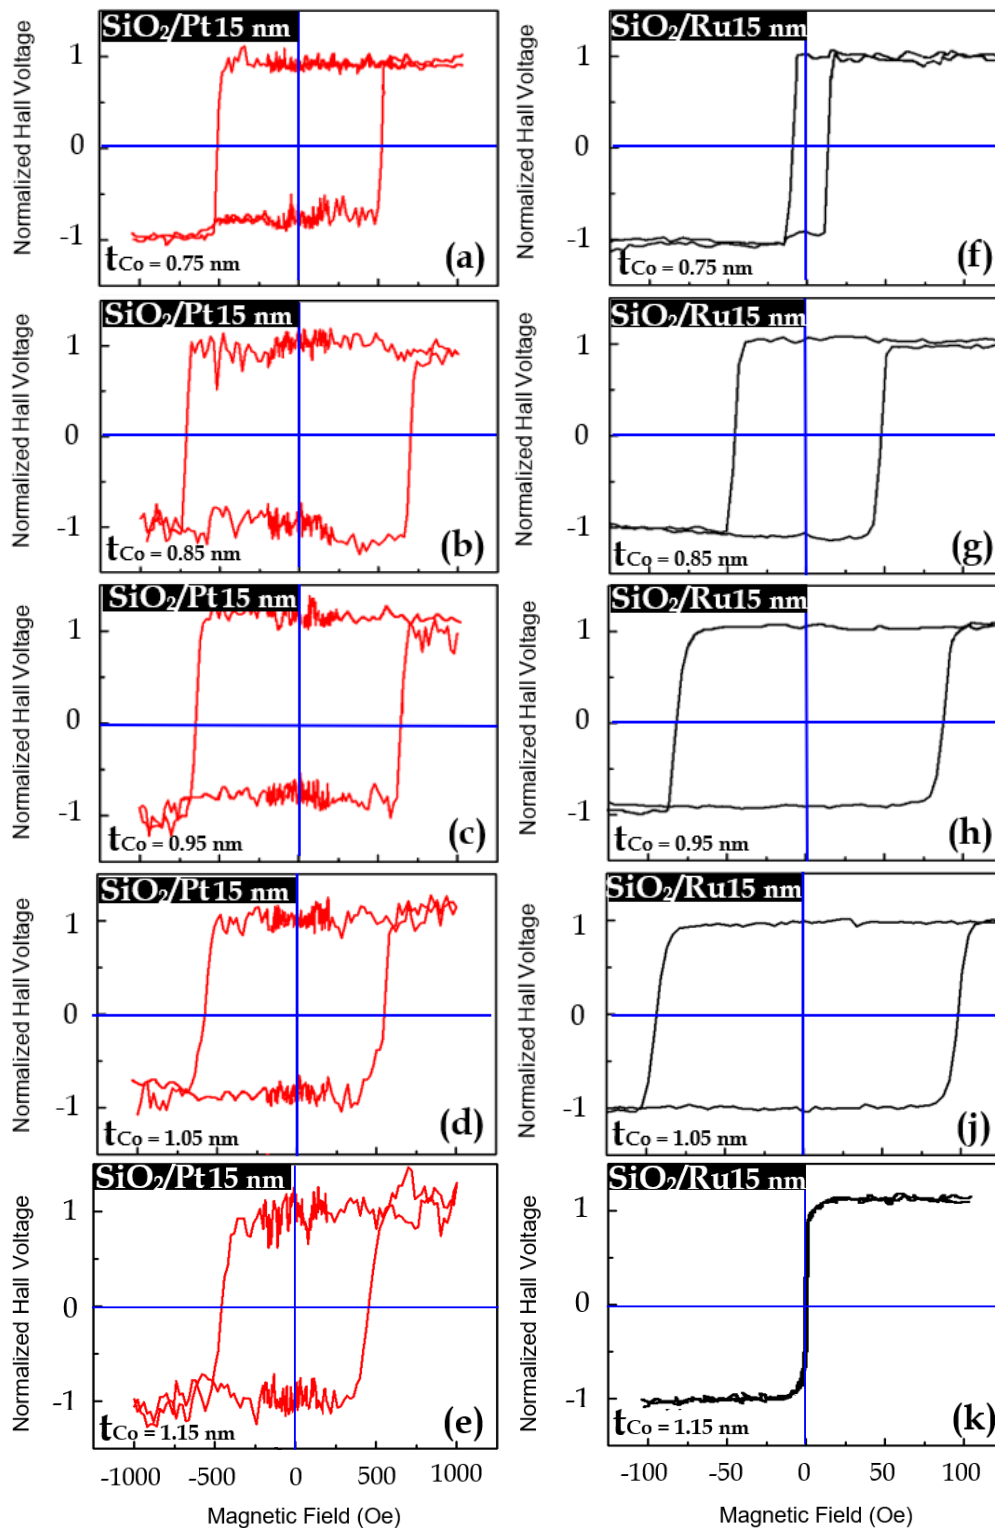 SiO2/Pt15 nm
Normalized Hall Voltage
1
0
-1
tCo = 0.75 nm
(a)
SiO2/Ru15 nm
Normalized Hall Voltage
1
0
-1
tCo = 0.75 nm
(f)
SiO2/Pt15 nm
Normalized Hall Voltage
1
0
-1
tCo = 0.85 nm
(b)
SiO2/Ru15 nm
Normalized Hall Voltage
1
0
-1
tCo = 0.85 nm
(g)
SiO2/Pt15 nm
Normalized Hall Voltage
1
0
-1
tCo = 0.95 nm
(c)
SiO2/Ru15 nm
Normalized Hall Voltage
1
0
-1
tCo = 0.95 nm
(h)
SiO2/Pt15 nm
Normalized Hall Voltage
1
0
-1
tCo = 1.05 nm
(d)
SiO2/Ru15 nm
Normalized Hall Voltage
1
0
-1
tCo = 1.05 nm
(j)
SiO2/Pt15 nm
Normalized Hall Voltage
1
0
-1
tCo = 1.15 nm
(e)
-1000 -500 0 500 1000
Magnetic Field (Oe)
SiO2/Ru15 nm
Normalized Hall Voltage
1
0
-1
tCo = 1.15 nm
(k)
-100 0 50 100
Magnetic Field (Oe)